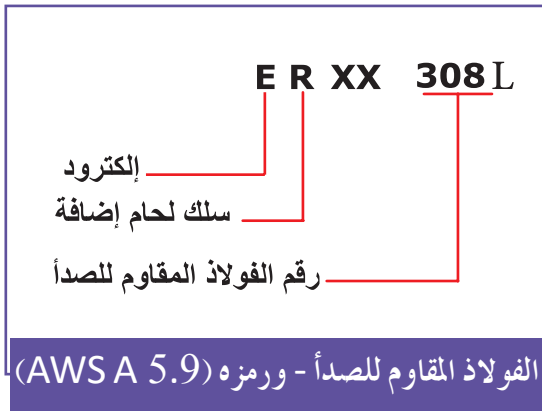 E R XX 308L
إلكترود
سلك لحام إضافة
رقم الفولاذ المقاوم للصدأ
الفولاذ المقاوم للصدأ - ورمزه (AWS A 5.9)